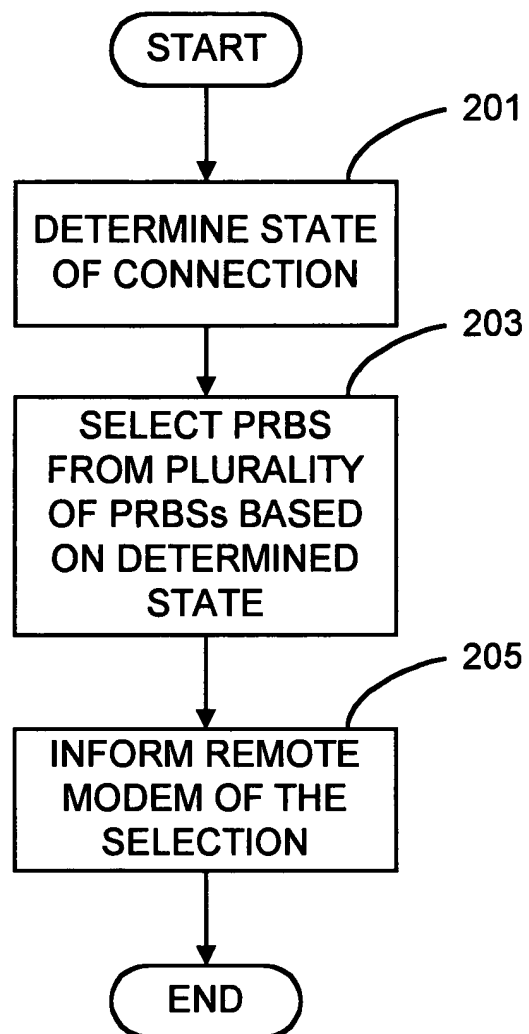 START
201
DETERMINE STATE
OF CONNECTION
203
SELECT PRBS
FROM PLURALITY
OF PRBSs BASED
ON DETERMINED
STATE
205
INFORM REMOTE
MODEM OF THE
SELECTION
END